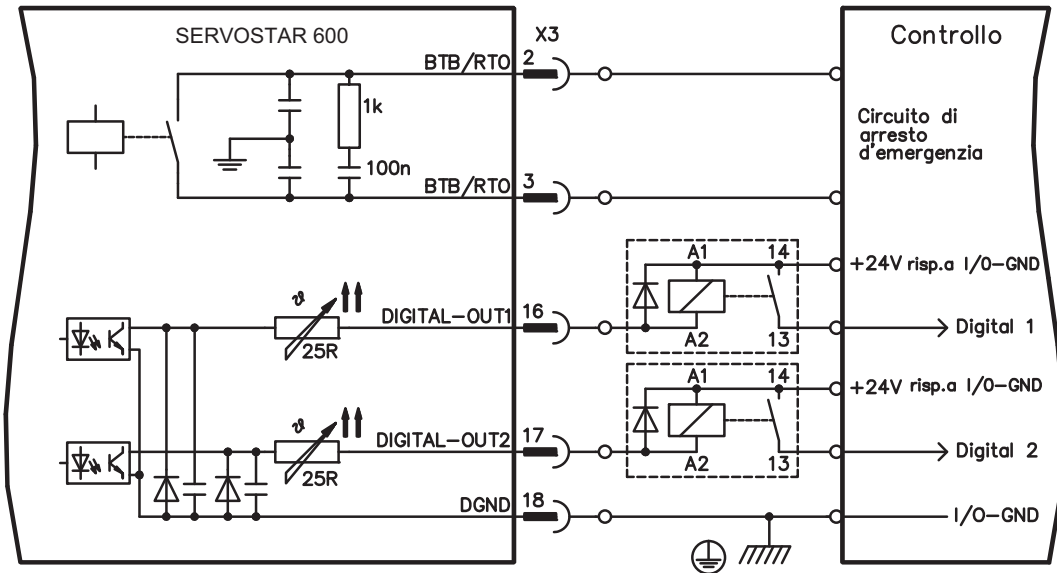 SERVOSTAR 600
X3
Controllo
BTB/RTO
2
1k
100n
Circuito di
arresto
d'emergenzia
BTB/RTO
3
A1
14
+24V risp.a I/O-GND
DIGITAL-OUT1
16
ϑ
25R
A2
13
Digital 1
A1
14
+24V risp.a I/O-GND
DIGITAL-OUT2
17
ϑ
25R
A2
13
Digital 2
DGND
18
I/O-GND